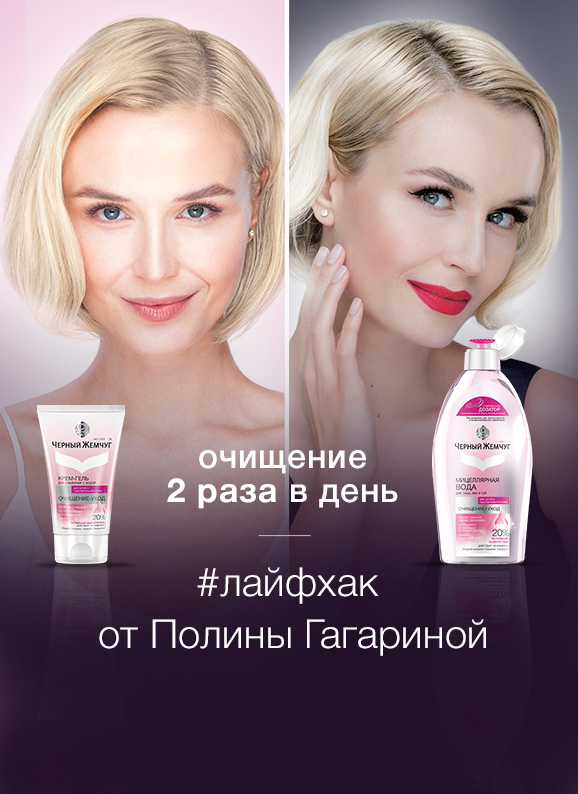 ЧЕРНЫЙ ЖЕМЧУГ
КРЕМ-ГЕЛЬ
ОЧИЩЕНИЕ+УХОД
20%
очищение
2 раза в день
ДОЗАТОР
ЧЕРНЫЙ ЖЕМЧУГ
МИЦЕЛЛЯРНАЯ
ВОДА
ОЧИЩЕНИЕ+УХОД
20%
#лайфхак
от Полины Гагариной